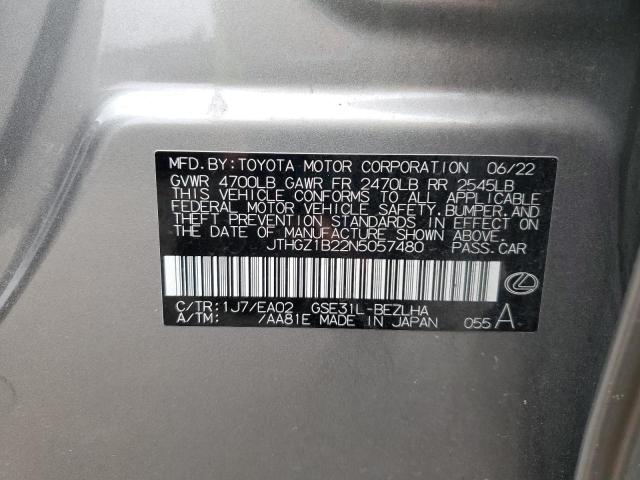 MFD. BY: TOYOTA MOTOR CORPORATION 06/22
GVWR 4700LB GAWR FR 2470LB RR 2545LB
THIS VEHICLE CONFORMS TO ALL APPLICABLE
FEDERAL MOTOR VEHICLE SAFETY, BUMPER, AND
THEFT PREVENTION STANDARDS IN EFFECT ON
THE DATE OF MANUFACTURE SHOWN ABOVE.
JTHGZ1B22N5057480 PASS. CAR
C/TR: 1J7/EA02 GSE31L-BEZLHA
A/TM: /AA81E MADE IN JAPAN 055 A